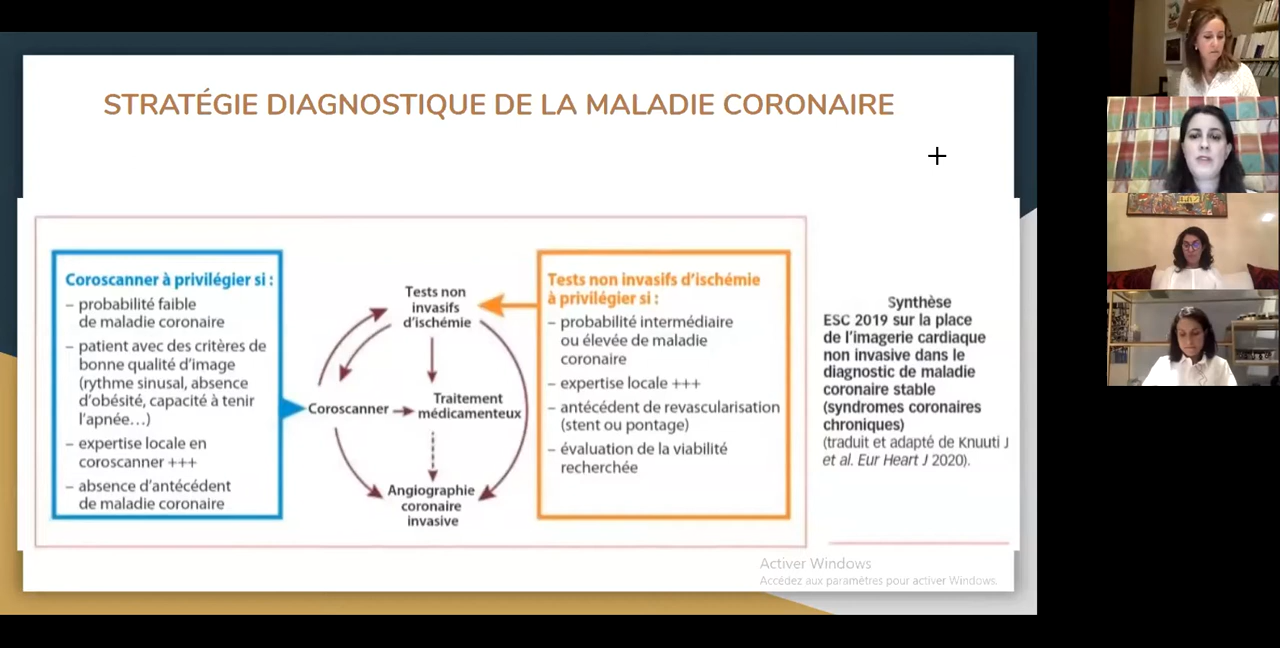 STRATÉGIE DIAGNOSTIQUE DE LA MALADIE CORONAIRE
Coroscanner à privilégier si :
– probabilité faible
de maladie coronaire
– patient avec des critères de
bonne qualité d'image
(rythme sinusal, absence
d'obésité, capacité à tenir
l'apnée...)
– expertise locale en
coroscanner +++
– absence d'antécédent
de maladie coronaire
Tests non
invasifs
d'ischémie
Coroscanner
Traitement
médicamenteux
Angiographie
coronaire
invasive
Tests non invasifs d'ischémie
à privilégier si :
– probabilité intermédiaire
ou élevée de maladie
coronaire
– expertise locale +++
– antécédent de revascularisation
(stent ou pontage)
– évaluation de la viabilité
recherchée
Synthèse
ESC 2019 sur la place
de l'imagerie cardiaque
non invasive dans le
diagnostic de maladie
coronaire stable
(syndromes coronaires
chroniques)
(traduit et adapté de Knuuti J
et al. Eur Heart J 2020).
Activer Windows
Accédez aux paramètres pour activer Windows.